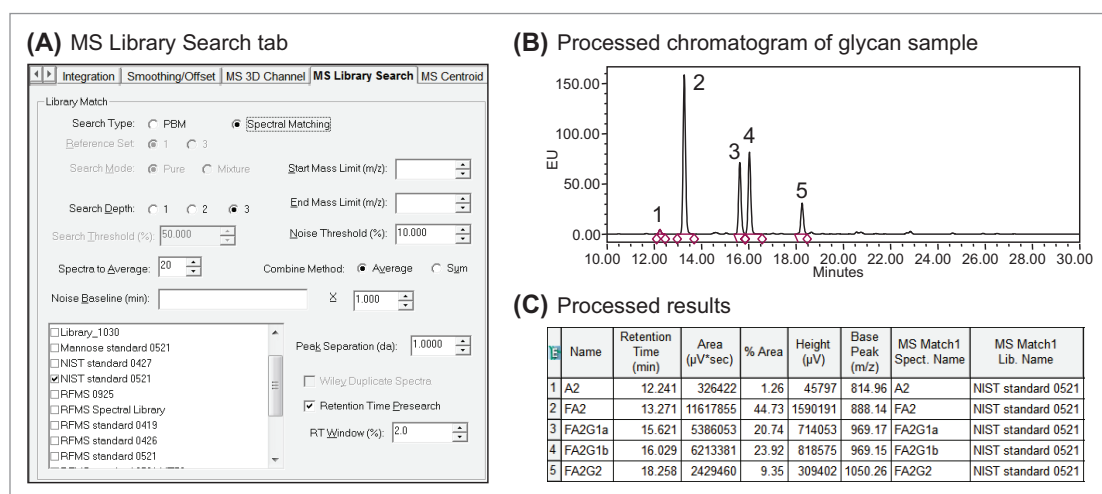 (A) MS Library Search tab
Integration Smoothing/Offset MS 3D Channel MS Library Search MS Centroid
Library Match
Search Type: PBM Spectral Matching
Reference Set: 1 3
Search Mode: Pure Mixture Start Mass Limit (m/z):
Search Depth: 1 2 3 End Mass Limit (m/z):
Search Threshold (%): 50.000 Noise Threshold (%): 10.000
Spectra to Average: 20 Combine Method: Average Sum
Noise Baseline (min): X 1.000
Library_1030
Mannose standard 0521
NIST standard 0427
NIST standard 0521
RFMS 0925
RFMS Spectral Library
RFMS standard 0419
RFMS standard 0426
RFMS standard 0521
Peak Separation (da): 1.0000
Wiley Duplicate Spectra
Retention Time Presearch
RT Window (%): 2.0
(B) Processed chromatogram of glycan sample
EU
150.00
100.00
50.00
0.00
1 2 3 4 5
10.00 12.00 14.00 16.00 18.00 20.00 22.00 24.00 26.00 28.00 30.00
Minutes
(C) Processed results
Name Retention Time (min) Area (µV*sec) % Area Height (µV) Base Peak (m/z) MS Match1 Spect. Name MS Match1 Lib. Name
1 A2 12.241 326422 1.26 45797 814.96 A2 NIST standard 0521
2 FA2 13.271 11617855 44.73 1590191 888.14 FA2 NIST standard 0521
3 FA2G1a 15.621 5386053 20.74 714053 969.17 FA2G1a NIST standard 0521
4 FA2G1b 16.029 6213381 23.92 818575 969.15 FA2G1b NIST standard 0521
5 FA2G2 18.258 2429460 9.35 309402 1050.26 FA2G2 NIST standard 0521